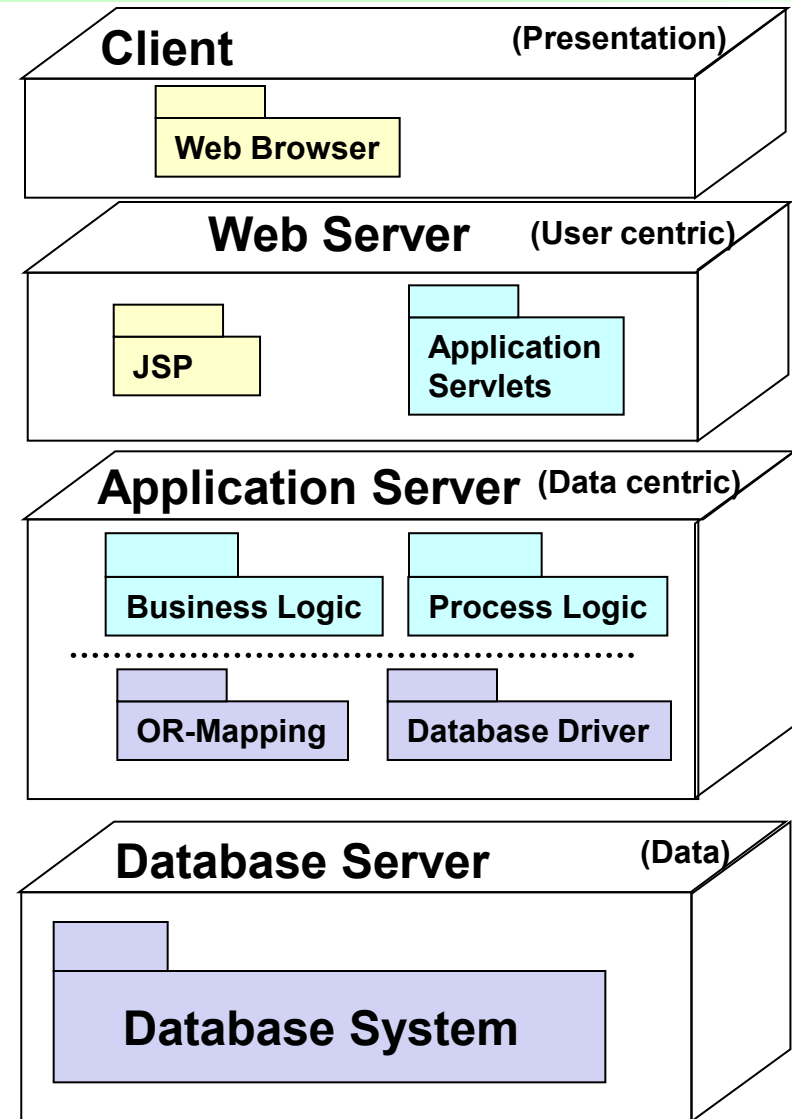 Client (Presentation)
Web Browser
Web Server (User centric)
JSP
Application
Servlets
Application Server (Data centric)
Business Logic
Process Logic
OR-Mapping
Database Driver
Database Server (Data)
Database System